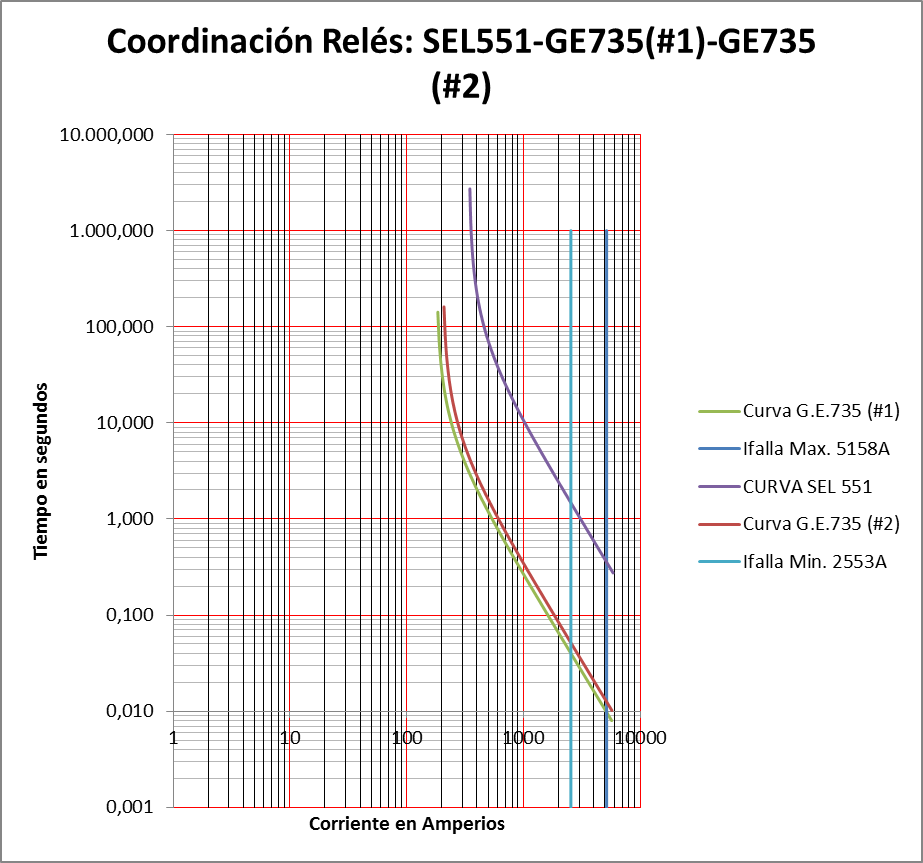 Coordinación Relés: SEL551-GE735(#1)-GE735
(#2)
10.000,000
1.000,000
100,000
10,000
1,000
0,100
0,010
0,001
1
10
100
1000
10000
Tiempo en segundos
Corriente en Amperios
Curva G.E.735 (#1)
Ifalla Max. 5158A
CURVA SEL 551
Curva G.E.735 (#2)
Ifalla Min. 2553A